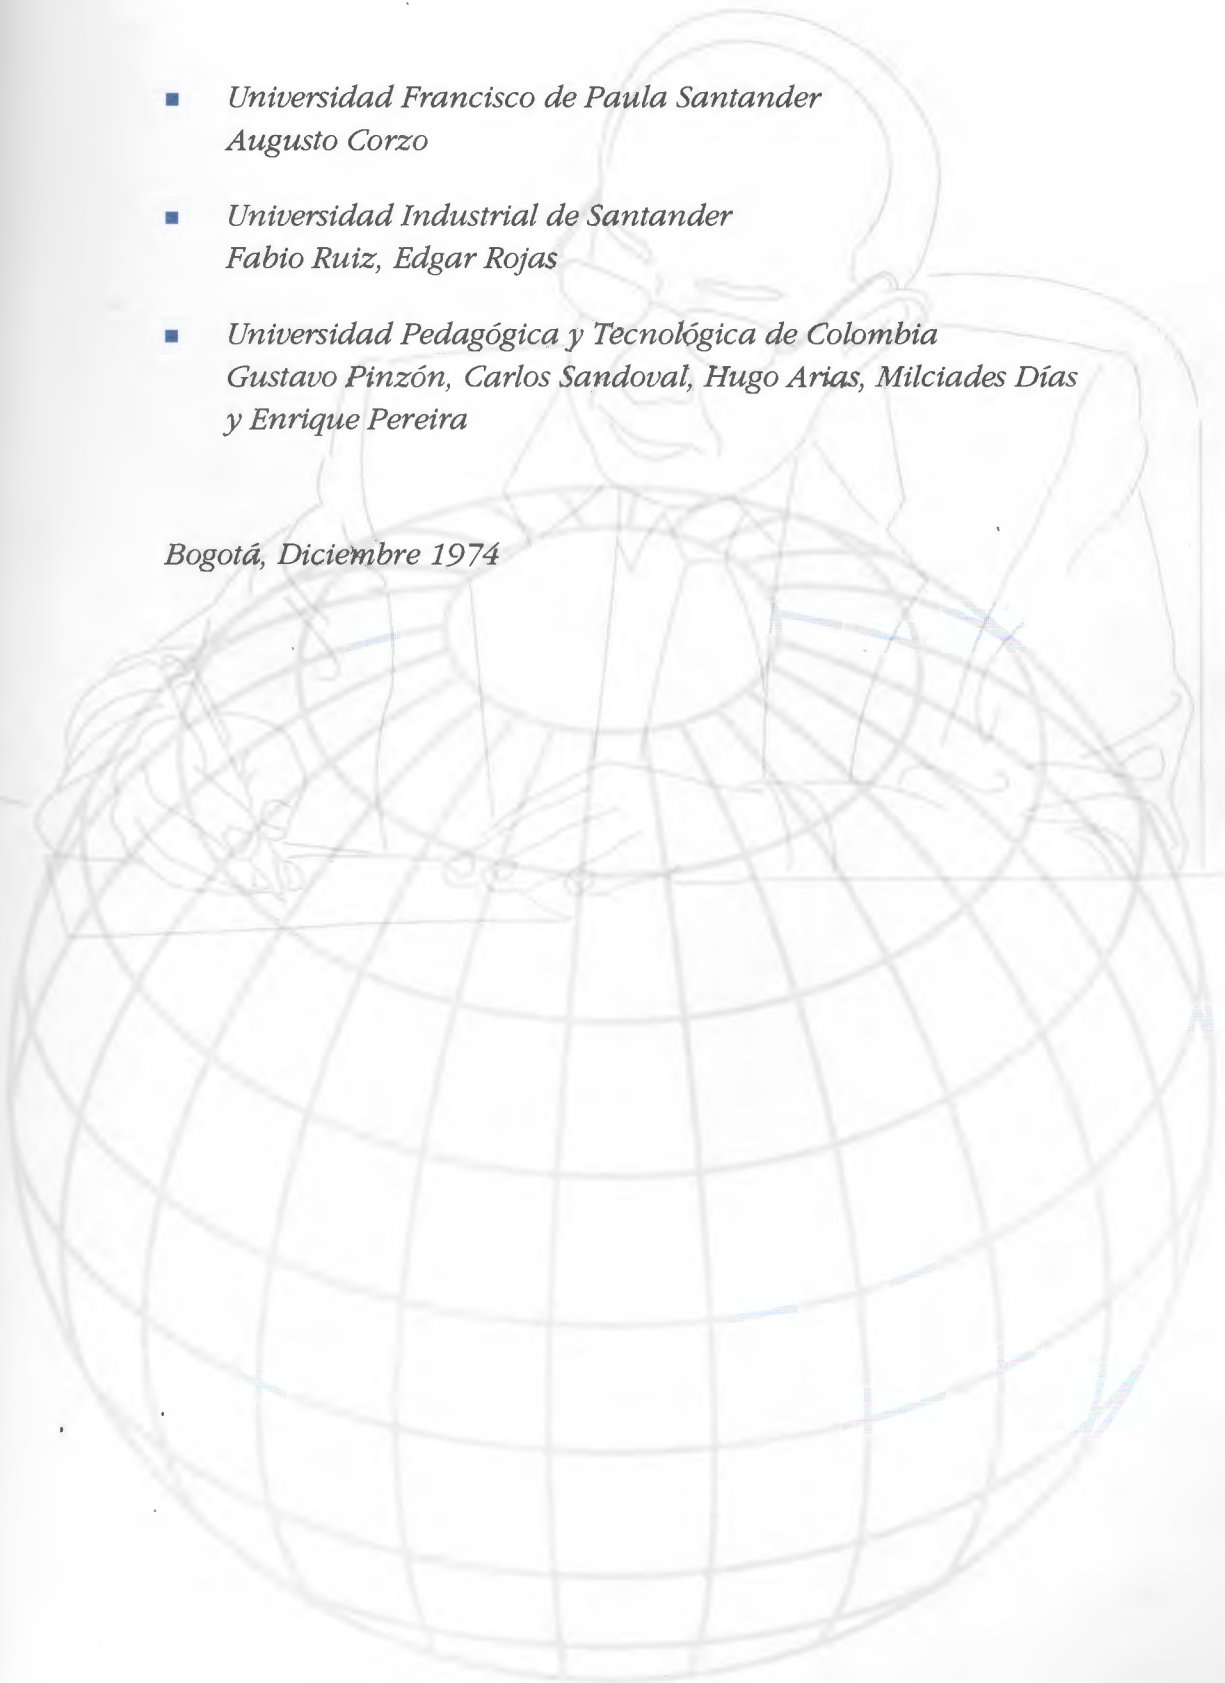 Universidad Francisco de Paula Santander
Augusto Corzo
Universidad Industrial de Santander
Fabio Ruiz, Edgar Rojas
Universidad Pedagógica y Tecnológica de Colombia
Gustavo Pinzón, Carlos Sandoval, Hugo Arias, Milciades Días
y Enrique Pereira
Bogotá, Diciembre 1974